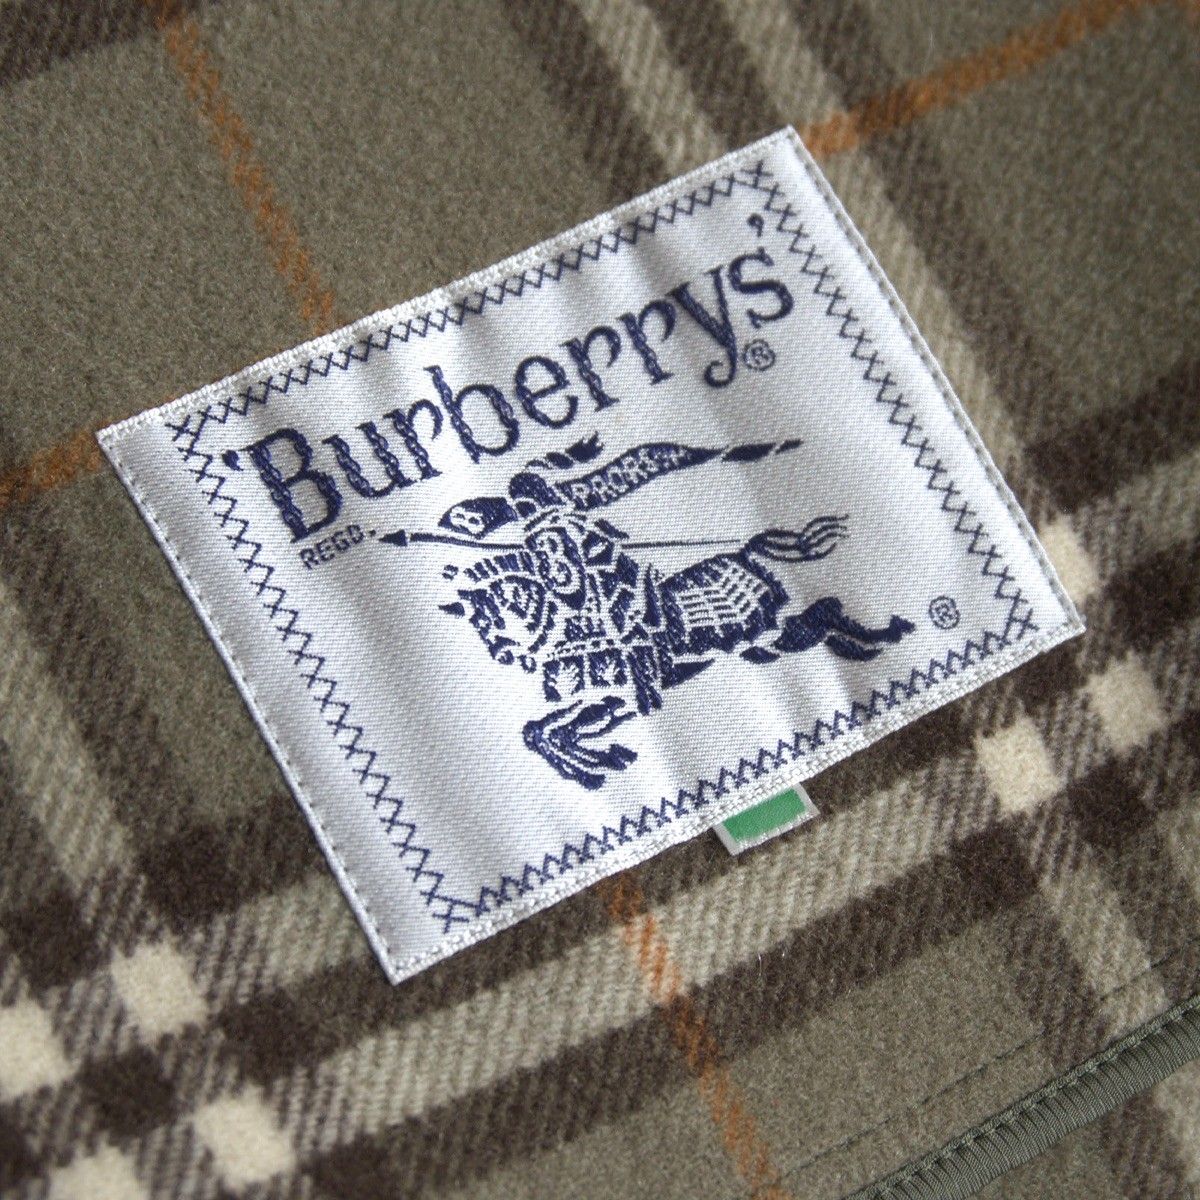 'Burberrys'®
REGD.
PRORSUM
B
B
®